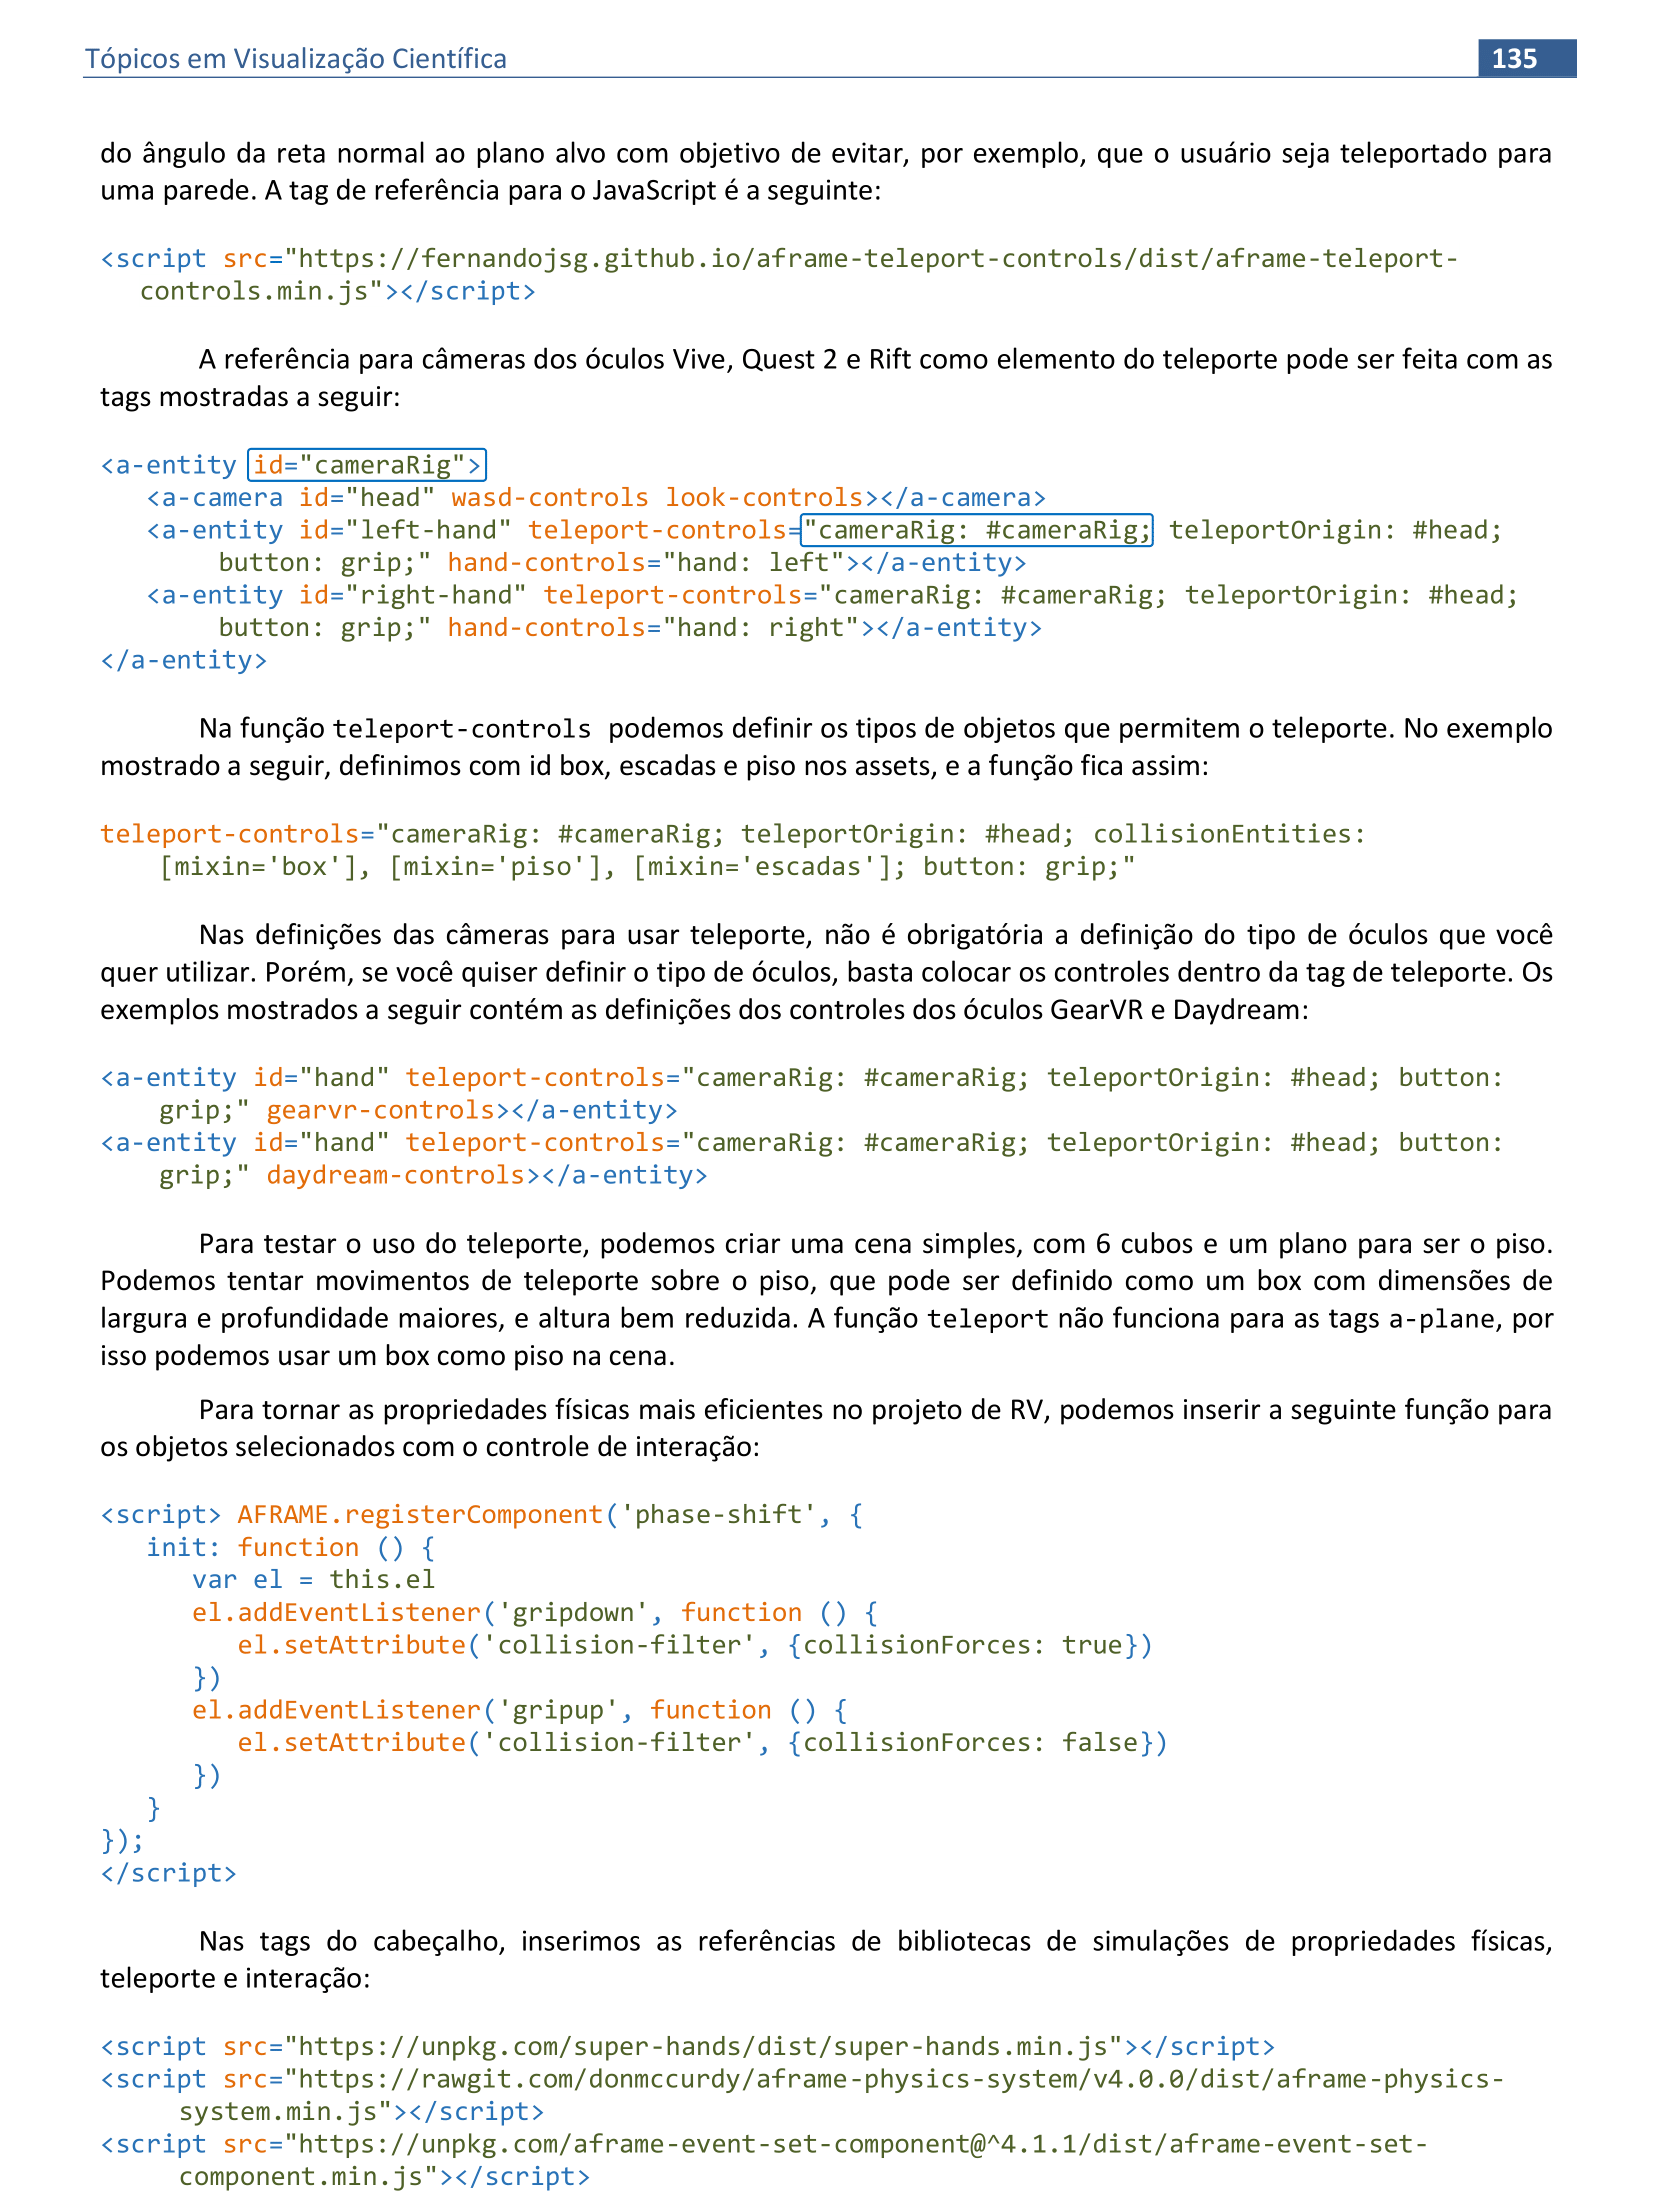 Tópicos em Visualização Científica 135
do ângulo da reta normal ao plano alvo com objetivo de evitar, por exemplo, que o usuário seja teleportado para
uma parede. A tag de referência para o JavaScript é a seguinte:
<script src="https://fernandojsg.github.io/aframe-teleport-controls/dist/aframe-teleport-
controls.min.js"></script>
A referência para câmeras dos óculos Vive, Quest 2 e Rift como elemento do teleporte pode ser feita com as
tags mostradas a seguir:
<a-entity id="cameraRig">
<a-camera id="head" wasd-controls look-controls></a-camera>
<a-entity id="left-hand" teleport-controls="cameraRig: #cameraRig; teleportOrigin: #head;
button: grip;" hand-controls="hand: left"></a-entity>
<a-entity id="right-hand" teleport-controls="cameraRig: #cameraRig; teleportOrigin: #head;
button: grip;" hand-controls="hand: right"></a-entity>
</a-entity>
Na função teleport-controls podemos definir os tipos de objetos que permitem o teleporte. No exemplo
mostrado a seguir, definimos com id box, escadas e piso nos assets, e a função fica assim:
teleport-controls="cameraRig: #cameraRig; teleportOrigin: #head; collisionEntities:
[mixin='box'], [mixin='piso'], [mixin='escadas']; button: grip;"
Nas definições das câmeras para usar teleporte, não é obrigatória a definição do tipo de óculos que você
quer utilizar. Porém, se você quiser definir o tipo de óculos, basta colocar os controles dentro da tag de teleporte. Os
exemplos mostrados a seguir contém as definições dos controles dos óculos GearVR e Daydream:
<a-entity id="hand" teleport-controls="cameraRig: #cameraRig; teleportOrigin: #head; button:
grip;" gearvr-controls></a-entity>
<a-entity id="hand" teleport-controls="cameraRig: #cameraRig; teleportOrigin: #head; button:
grip;" daydream-controls></a-entity>
Para testar o uso do teleporte, podemos criar uma cena simples, com 6 cubos e um plano para ser o piso.
Podemos tentar movimentos de teleporte sobre o piso, que pode ser definido como um box com dimensões de
largura e profundidade maiores, e altura bem reduzida. A função teleport não funciona para as tags a-plane, por
isso podemos usar um box como piso na cena.
Para tornar as propriedades físicas mais eficientes no projeto de RV, podemos inserir a seguinte função para
os objetos selecionados com o controle de interação:
<script> AFRAME.registerComponent('phase-shift', {
init: function () {
var el = this.el
el.addEventListener('gripdown', function () {
el.setAttribute('collision-filter', {collisionForces: true})
})
el.addEventListener('gripup', function () {
el.setAttribute('collision-filter', {collisionForces: false})
})
}
});
</script>
Nas tags do cabeçalho, inserimos as referências de bibliotecas de simulações de propriedades físicas,
teleporte e interação:
<script src="https://unpkg.com/super-hands/dist/super-hands.min.js"></script>
<script src="https://rawgit.com/donmccurdy/aframe-physics-system/v4.0.0/dist/aframe-physics-
system.min.js"></script>
<script src="https://unpkg.com/aframe-event-set-component@^4.1.1/dist/aframe-event-set-
component.min.js"></script>